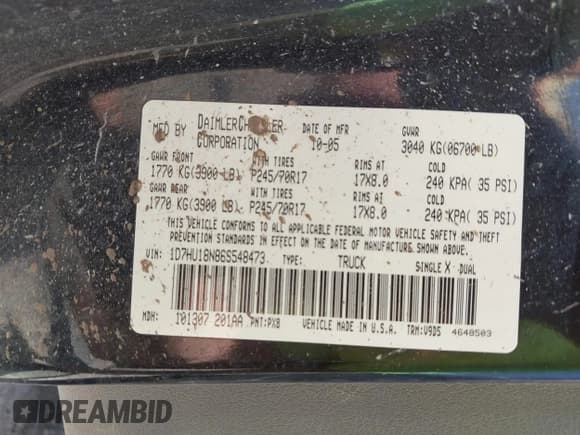 MFD BY DAIMLERCHRYSLER CORPORATION DATE OF MFR 10-05 GVWR 3040 KG(06700 LB)
GAWR FRONT WITH TIRES RIMS AT COLD
1770 KG(3900 LB) P245/70R17 17X8.0 240 KPA( 35 PSI)
GAWR REAR WITH TIRES RIMS AT COLD
1770 KG(3900 LB) P245/70R17 17X8.0 240 KPA( 35 PSI)
THIS VEHICLE CONFORMS TO ALL APPLICABLE FEDERAL MOTOR VEHICLE SAFETY AND THEFT
PREVENTION STANDARDS IN EFFECT ON THE DATE OF MANUFACTURE SHOWN ABOVE.
VIN: 1D7HU18N86S548473 TYPE: TRUCK SINGLE X DUAL
MDH: 101307 201AA PNT:PXB VEHICLE MADE IN U.S.A. TRM:V9D5 4648503
DREAMBID